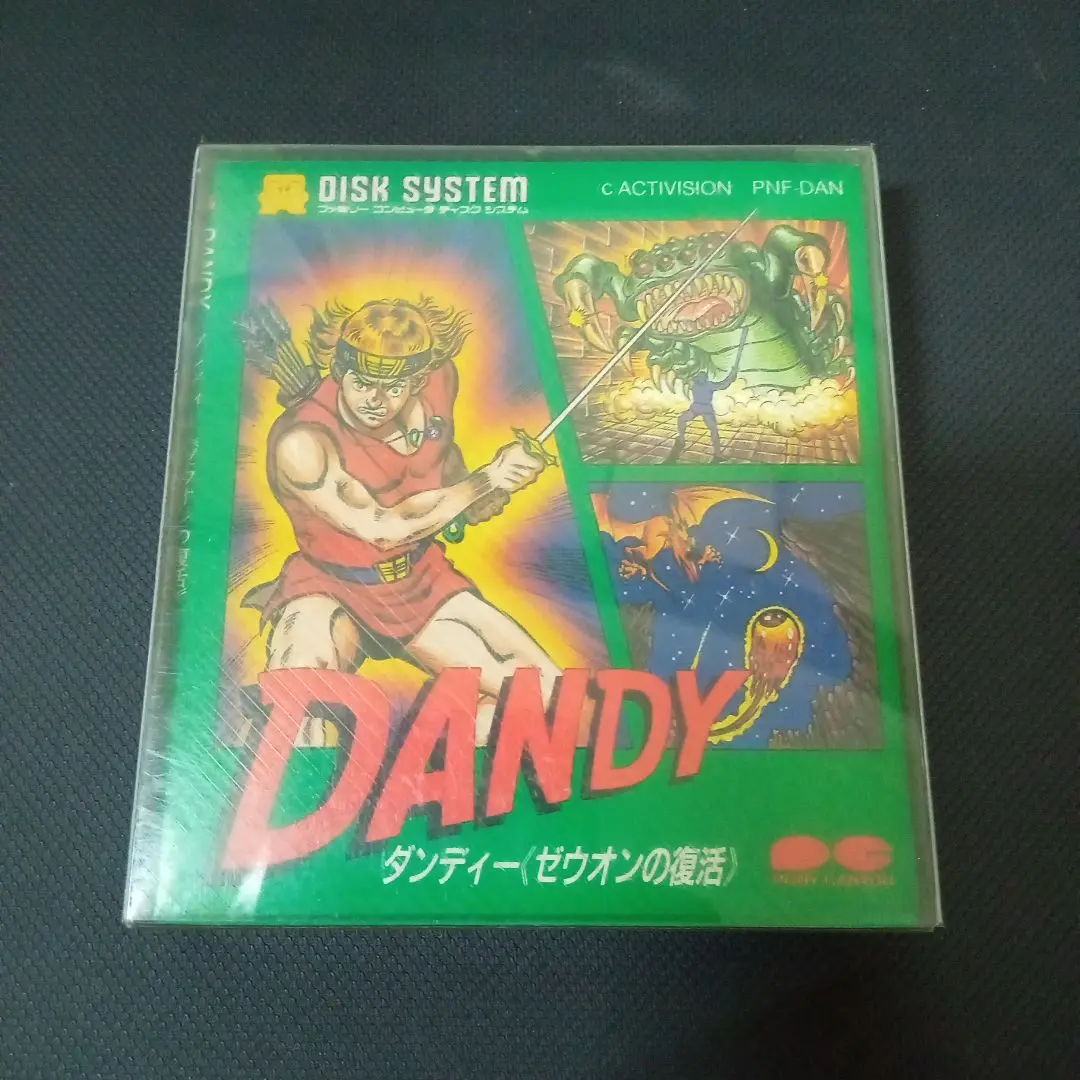 DISK SYSTEM
ファミリー コンピュータ ディスク システム
C ACTIVISION PNF-DAN
DANDY
ダンディー《ゼウオンの復活》
PONY CANYON
DANDY